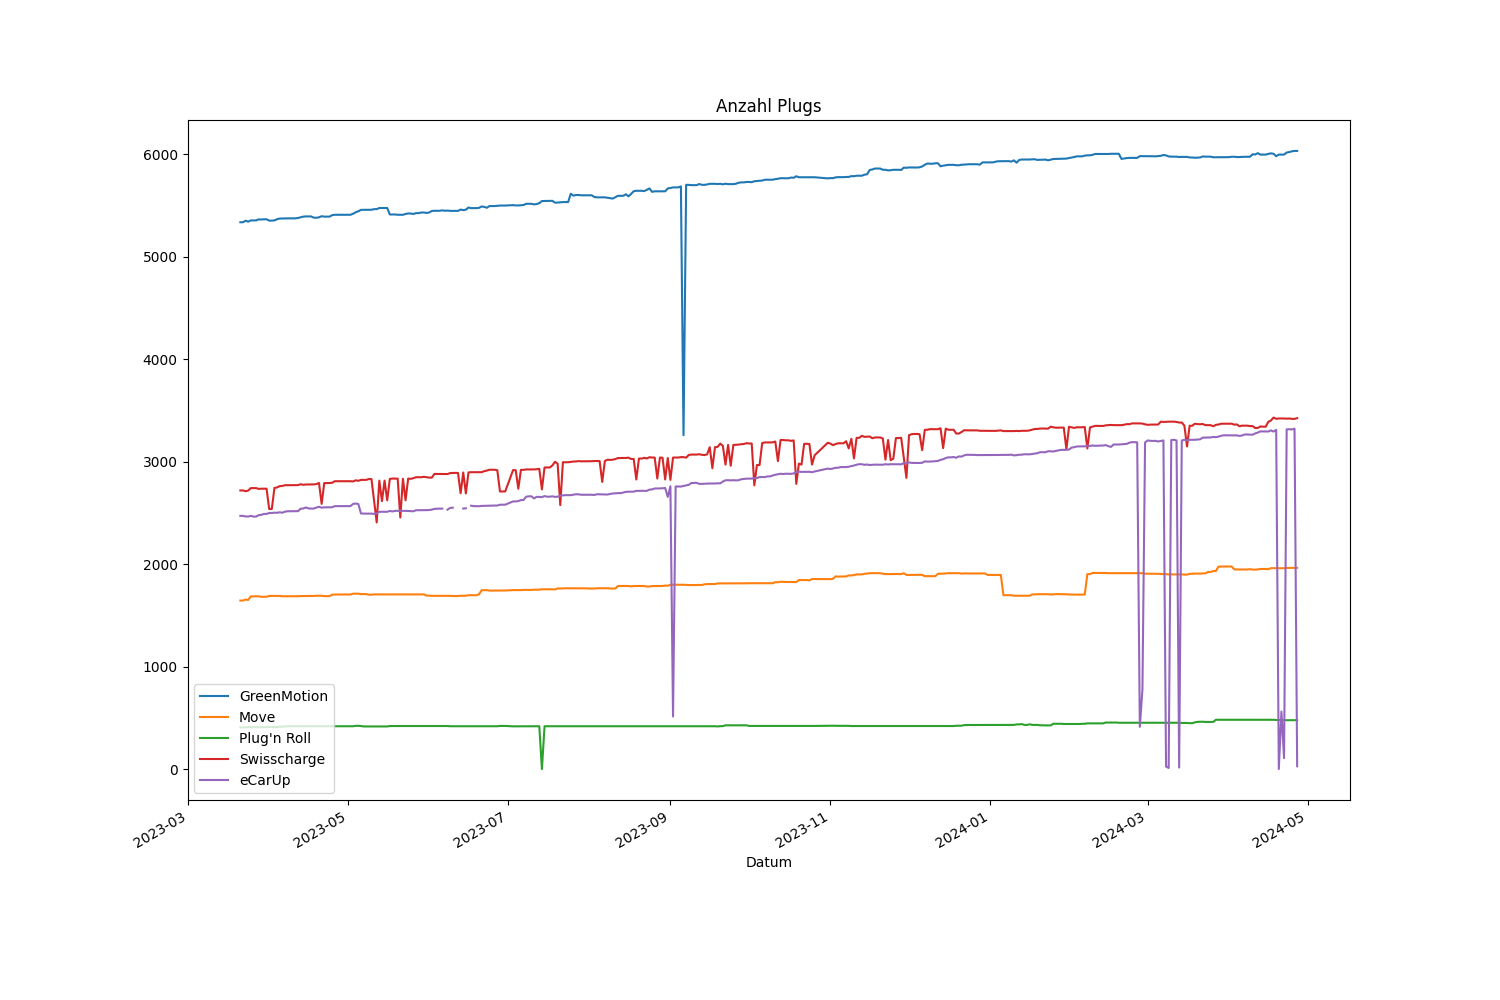 Anzahl Plugs
6000
5000
4000
3000
2000
1000
0
GreenMotion
Move
Plug'n Roll
Swisscharge
eCarUp
2023-03
2023-05
2023-07
2023-09
2023-11
2024-01
2024-03
2024-05
Datum